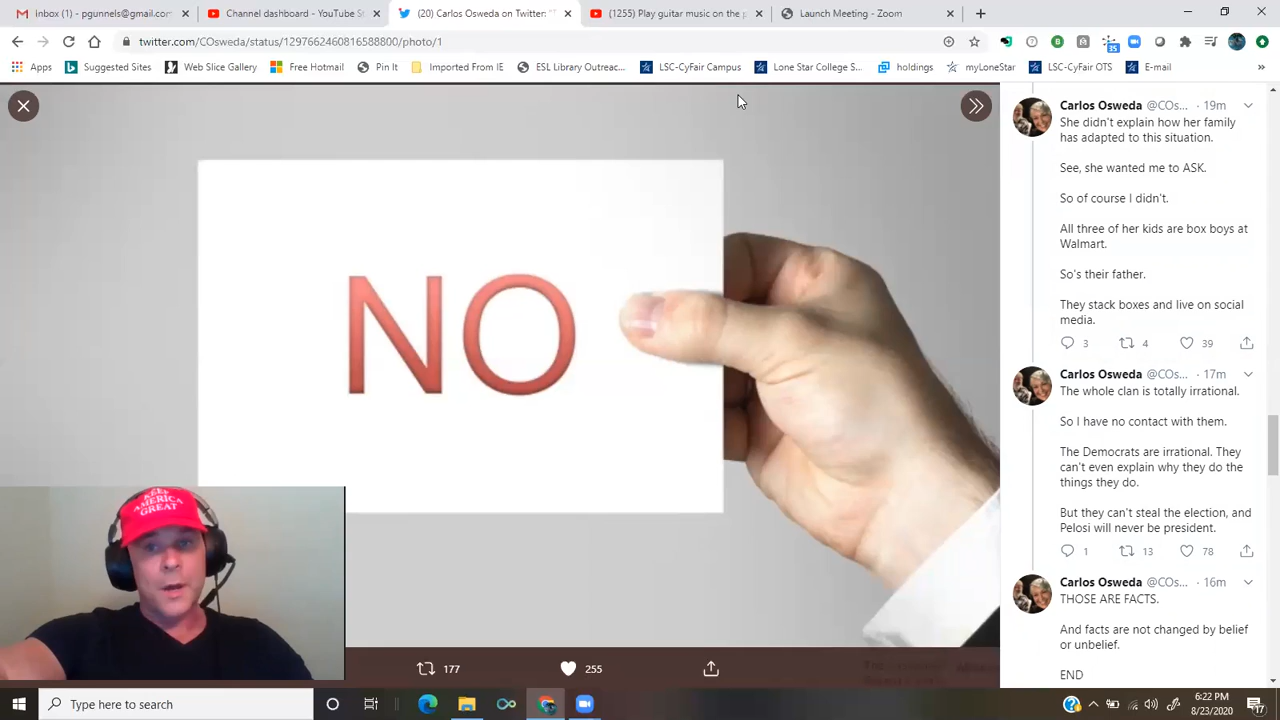 Inbox (1,255) - pgunnels@gmail.com
Channel dashboard - YouTube S
(20) Carlos Osweda on Twitter: "
(1255) Play guitar music on the p
Launch Meeting - Zoom
twitter.com/COsweda/status/1297662460816588800/photo/1
35
Apps
Suggested Sites
Web Slice Gallery
Free Hotmail
Pin It
Imported From IE
ESL Library Outreac...
LSC-CyFair Campus
Lone Star College S...
holdings
myLoneStar
LSC-CyFair OTS
E-mail
NO
KEEP
AMERICA
GREAT
177
255
Carlos Osweda @COs... · 19m
She didn't explain how her family
has adapted to this situation.
See, she wanted me to ASK.
So of course I didn't.
All three of her kids are box boys at
Walmart.
So's their father.
They stack boxes and live on social
media.
3 4 39
Carlos Osweda @COs... · 17m
The whole clan is totally irrational.
So I have no contact with them.
The Democrats are irrational. They
can't even explain why they do the
things they do.
But they can't steal the election, and
Pelosi will never be president.
1 13 78
Carlos Osweda @COs... · 16m
THOSE ARE FACTS.
And facts are not changed by belief
or unbelief.
END
Type here to search
6:22 PM
8/23/2020
17